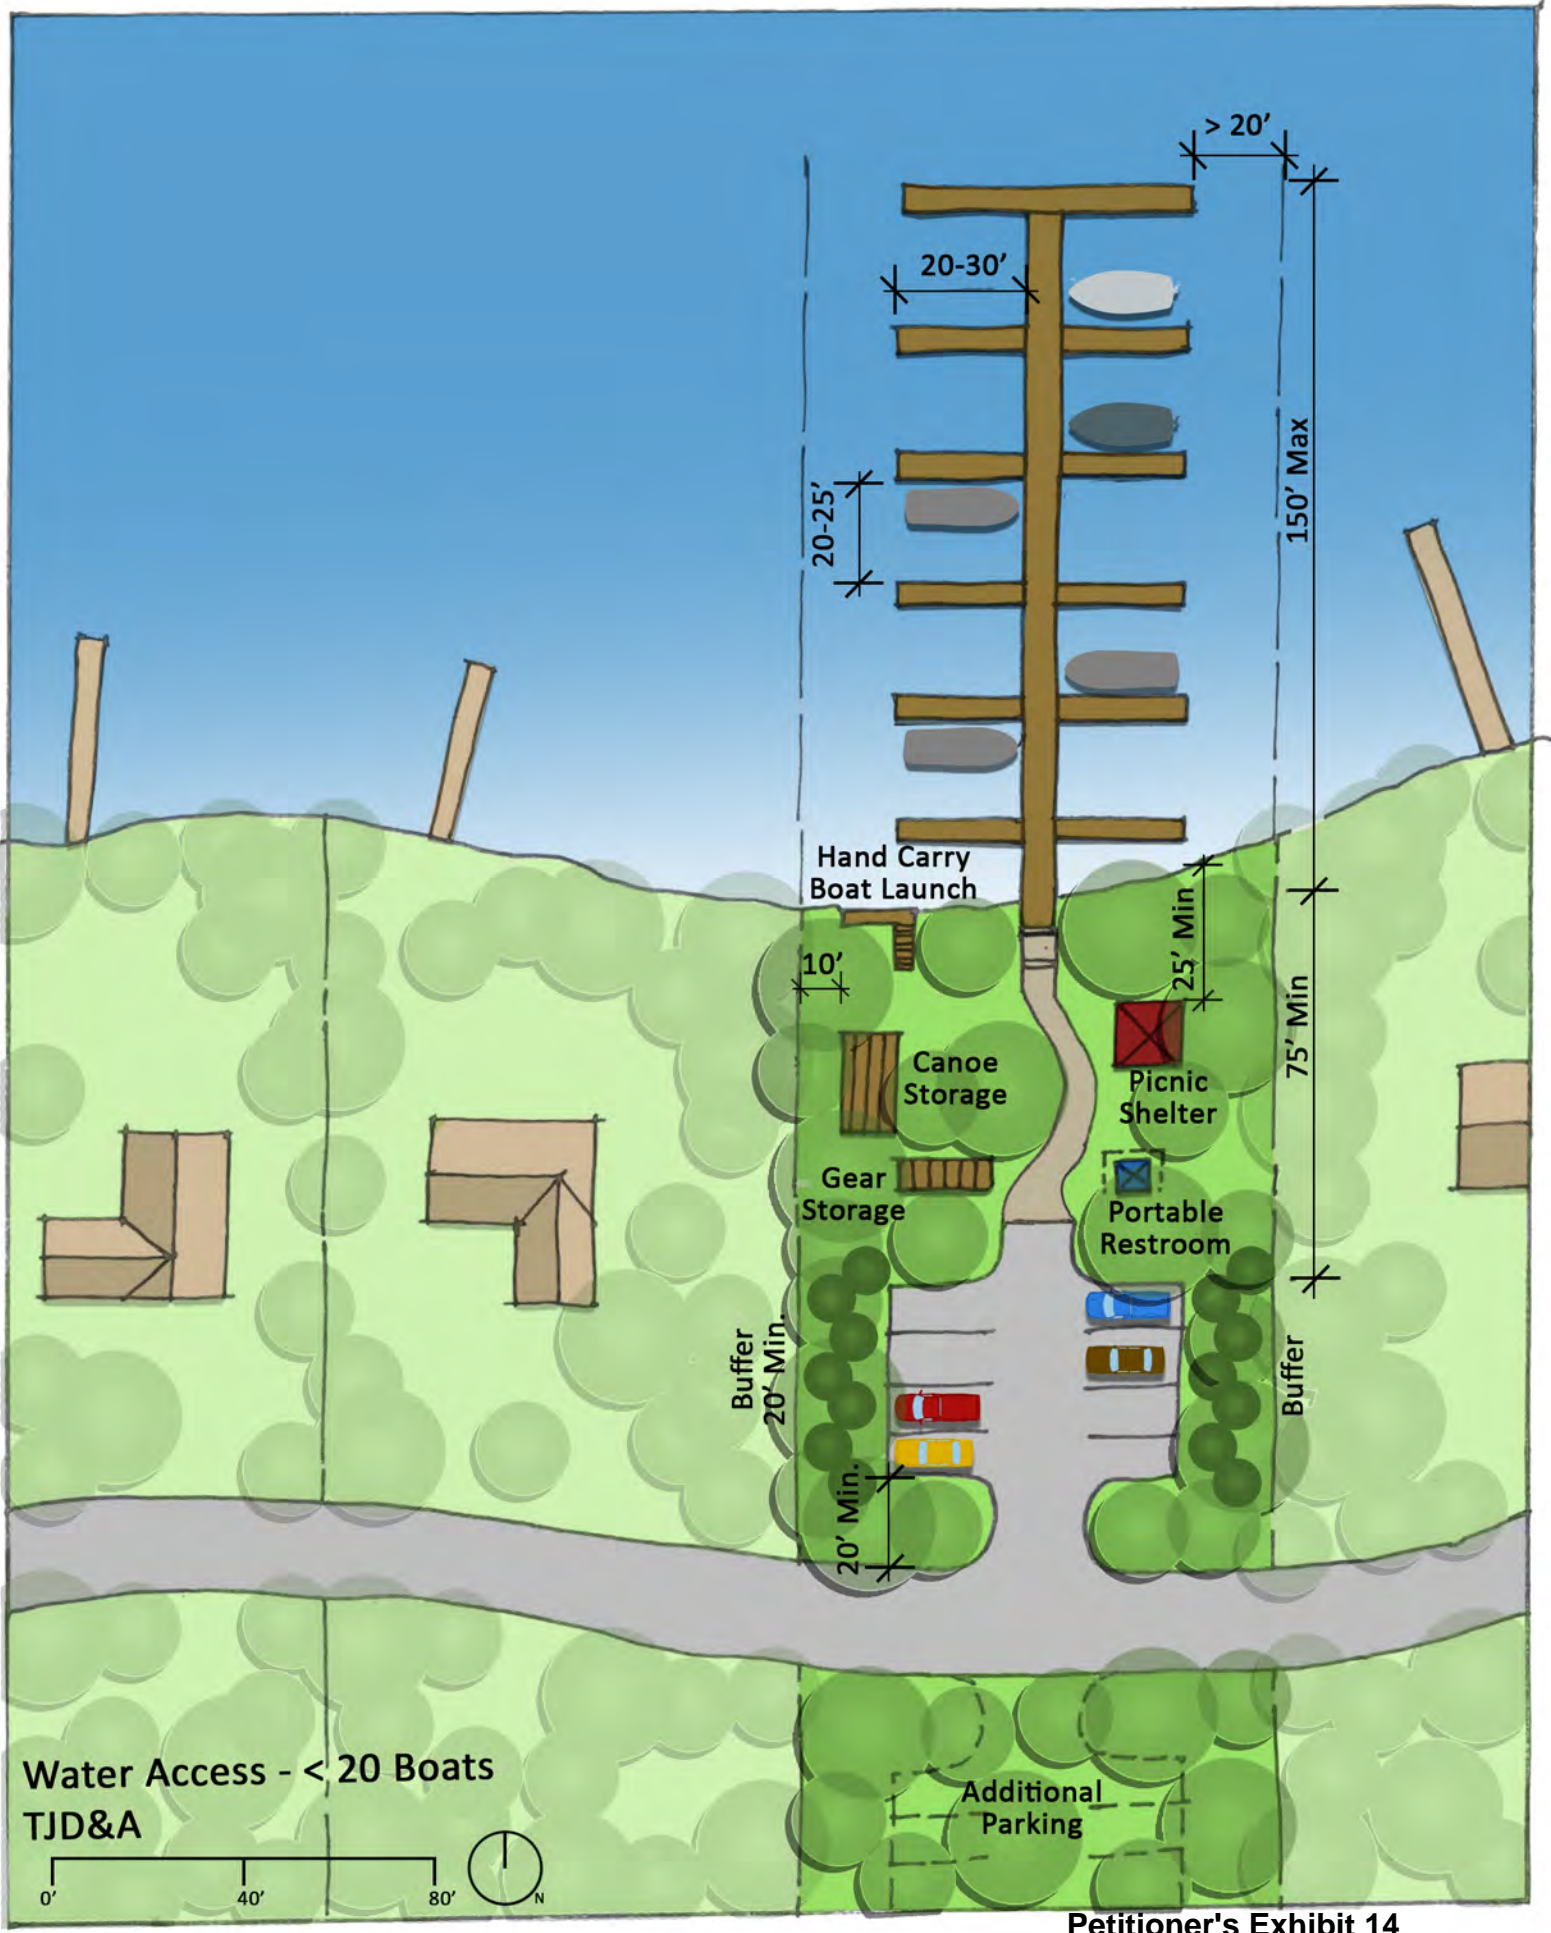 > 20’
20-30’
150’ Max
20-25’
Hand Carry
Boat Launch
25’ Min
10’
75’ Min
Canoe
Storage
Picnic
Shelter
Gear
Storage
Portable
Restroom
Buffer
20’ Min.
Buffer
20’ Min.
Additional
Parking
Water Access - < 20 Boats
TJD&A
0’ 40’ 80’
N
Petitioner's Exhibit 14